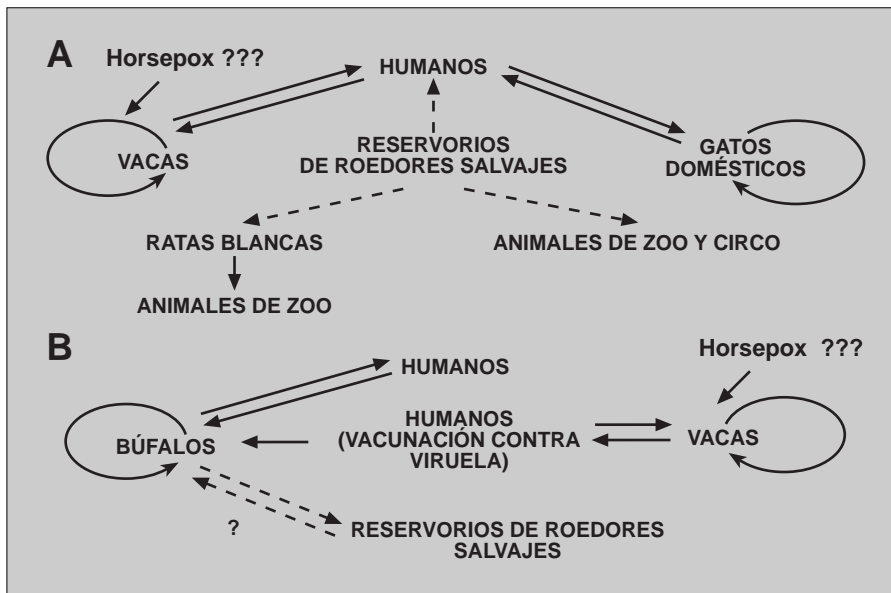 A
Horsepox ???
HUMANOS
RESERVORIOS
DE ROEDORES SALVAJES
VACAS
GATOS
DOMÉSTICOS
RATAS BLANCAS
ANIMALES DE ZOO Y CIRCO
ANIMALES DE ZOO
B
HUMANOS
Horsepox ???
BÚFALOS
HUMANOS
(VACUNACIÓN CONTRA
VIRUELA)
VACAS
?
RESERVORIOS DE ROEDORES
SALVAJES